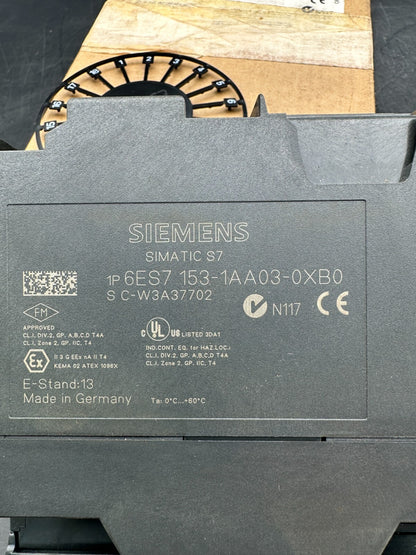 SIEMENS
SIMATIC S7
1P 6ES7 153-1AA03-0XB0
S C-W3A37702
N117 CE
FM
APPROVED
CL.I, DIV.2, GP. A,B,C,D T4A
CL.I, Zone 2, GP. IIC, T4
C UL US LISTED 3DA1
IND.CONT. EQ. for HAZ.LOC.:
CL.I, DIV.2, GP. A,B,C,D T4A
CL.I, Zone 2, GP. IIC, T4
Ex II 3 G EEx nA II T4
KEMA 02 ATEX 1096X
E-Stand:13
Made in Germany
Ta: 0°C...+60°C